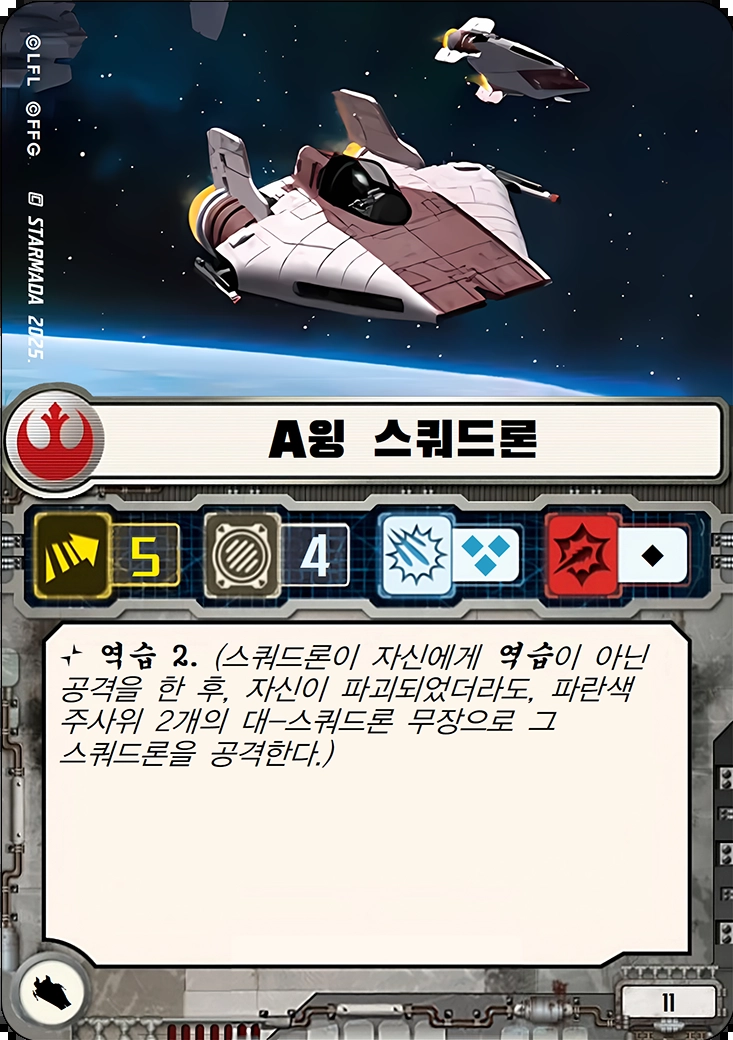 ©LFL ©FFG
STARMADA 2025.
A윙 스쿼드론
5
4
역습 2. (스쿼드론이 자신에게 역습이 아닌
공격을 한 후, 자신이 파괴되었더라도, 파란색
주사위 2개의 대-스쿼드론 무장으로 그
스쿼드론을 공격한다.)
11